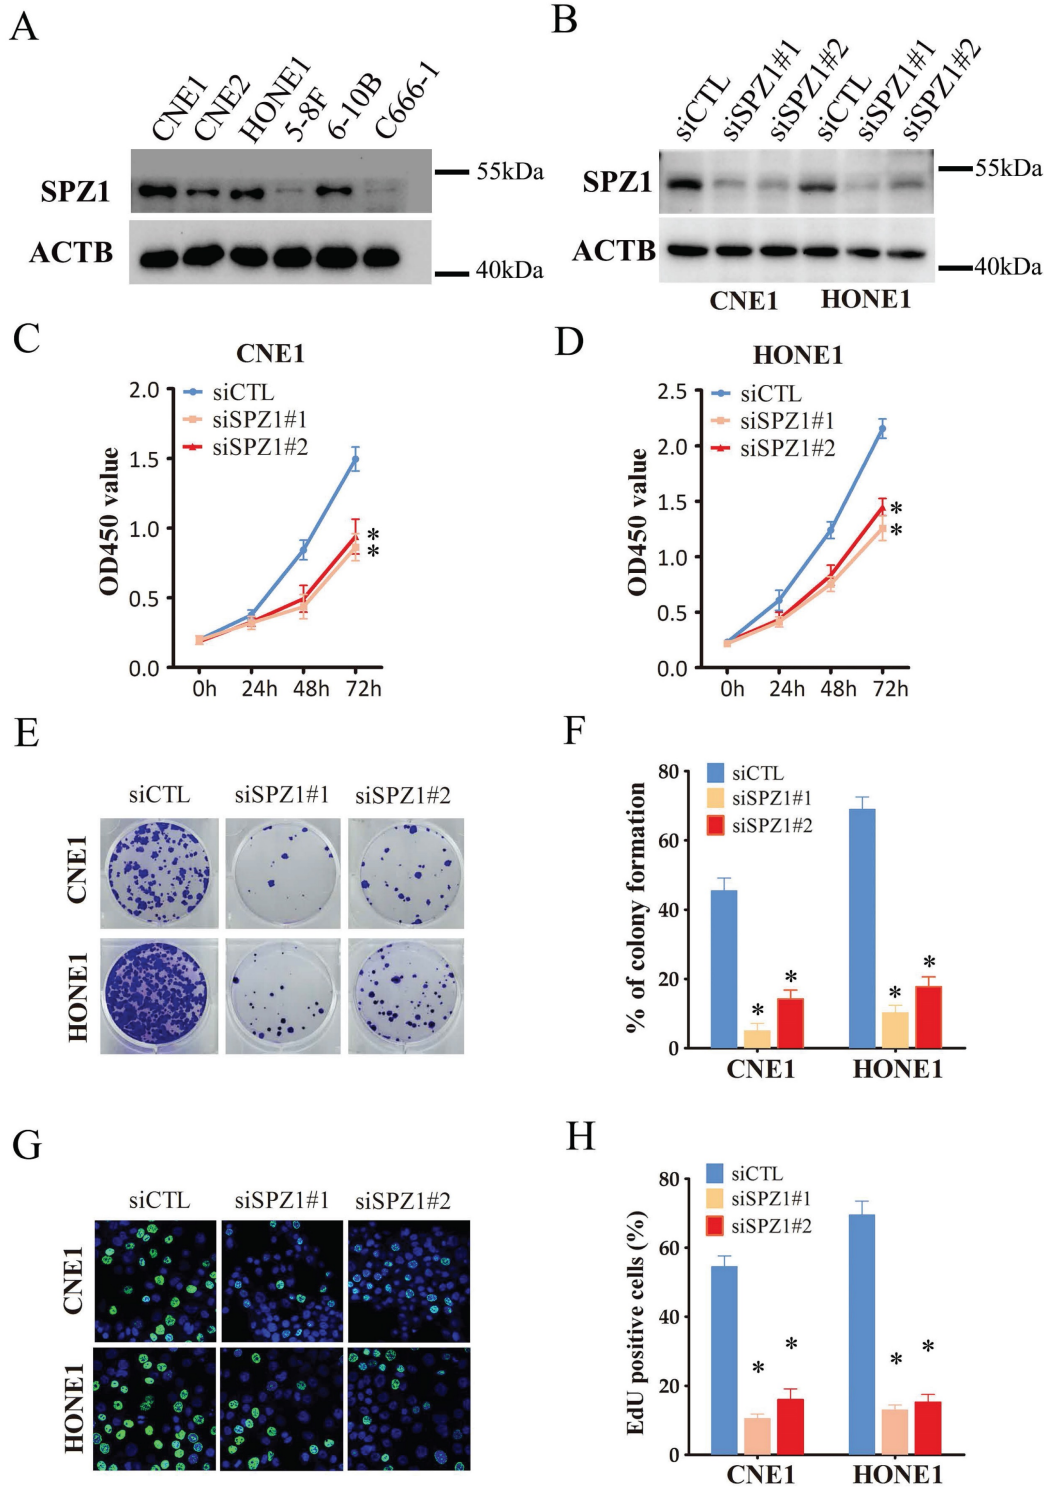 A
CNE1 CNE2 HONE1 5-8F 6-10B C666-1
SPZ1
55kDa
ACTB
40kDa
B
siCTL siSPZ1#1 siSPZ1#2 siCTL siSPZ1#1 siSPZ1#2
SPZ1
55kDa
ACTB
40kDa
CNE1 HONE1
C
CNE1
siCTL
siSPZ1#1
siSPZ1#2
OD450 value
2.0
1.5
1.0
0.5
0.0
0h 24h 48h 72h
*
*
D
HONE1
siCTL
siSPZ1#1
siSPZ1#2
OD450 value
2.5
2.0
1.5
1.0
0.5
0.0
0h 24h 48h 72h
*
*
E
siCTL siSPZ1#1 siSPZ1#2
CNE1
HONE1
F
siCTL
siSPZ1#1
siSPZ1#2
% of colony formation
80
60
40
20
0
* * * *
CNE1 HONE1
G
siCTL siSPZ1#1 siSPZ1#2
CNE1
HONE1
H
siCTL
siSPZ1#1
siSPZ1#2
EdU positive cells (%)
80
60
40
20
0
* * * *
CNE1 HONE1